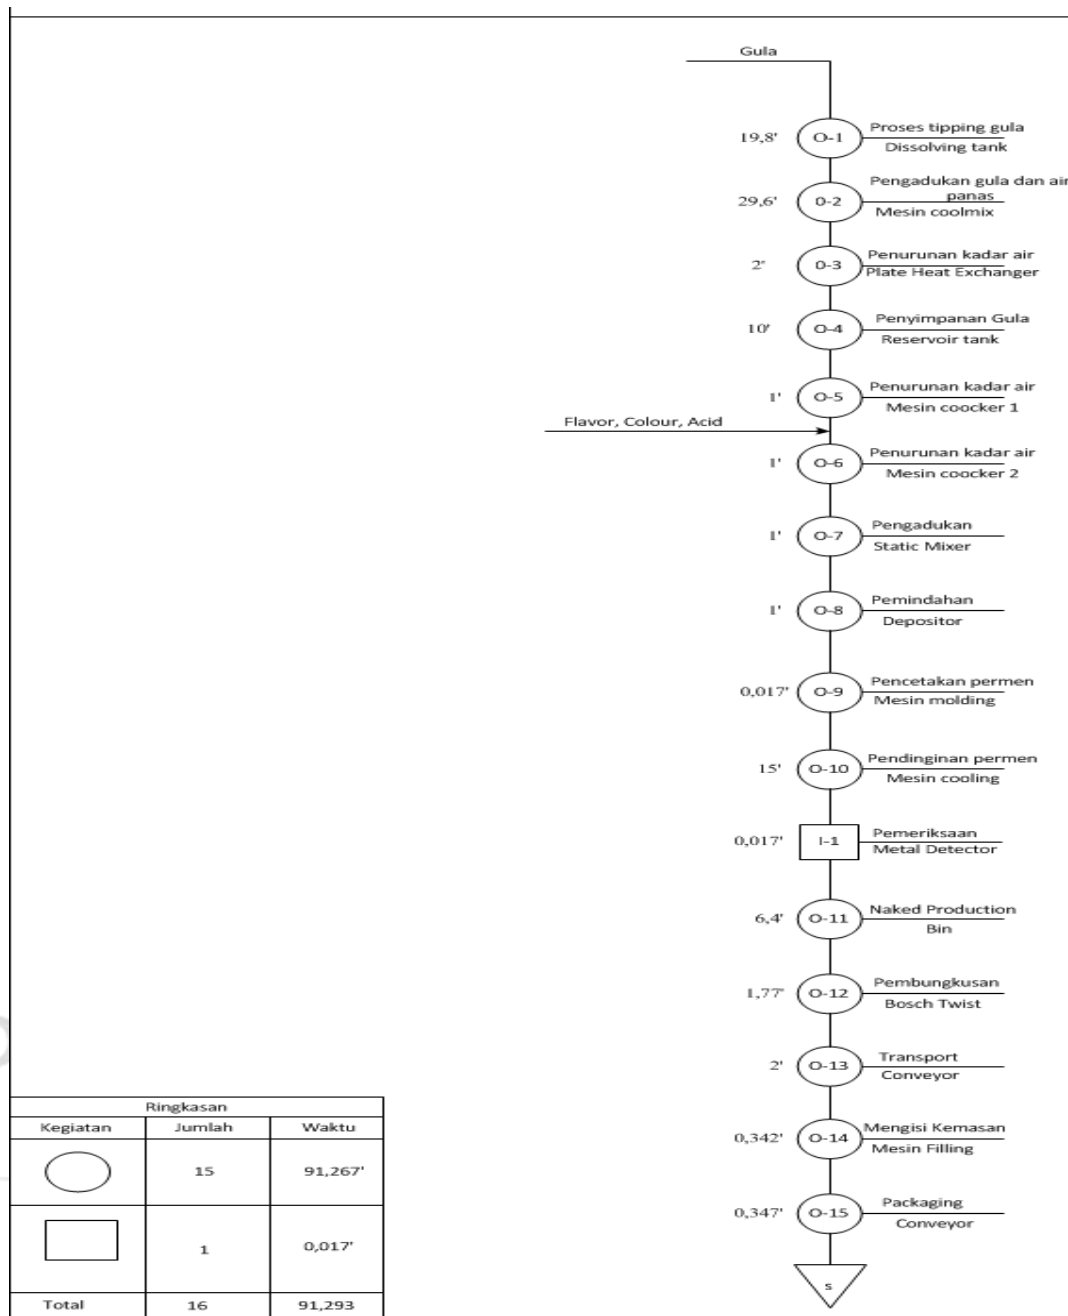 Gula
19,8'
O-1
Proses tipping gula
Dissolving tank
29,6'
0-2
Pengadukan gula dan air
panas
Mesin coolmix
2'
0-3
Penurunan kadar air
Plate Heat Exchanger
10'
O-4
Penyimpanan Gula
Reservoir tank
1'
O-5
Penurunan kadar air
Mesin coocker 1
Flavor, Colour, Acid
1'
O-6
Penurunan kadar air
Mesin coocker 2
1'
O-7
Pengadukan
Static Mixer
1'
O-8
Pemindahan
Depositor
0,017'
O-9
Pencetakan permen
Mesin molding
15'
O-10
Pendinginan permen
Mesin cooling
0,017'
I-1
Pemeriksaan
Metal Detector
6,4'
O-11
Naked Production
Bin
1,77'
O-12
Pembungkusan
Bosch Twist
2'
O-13
Transport
Conveyor
0,342'
O-14
Mengisi Kemasan
Mesin Filling
0,347'
O-15
Packaging
Conveyor
s
Ringkasan
Kegiatan Jumlah Waktu
15 91,267'
1 0,017'
Total 16 91,293